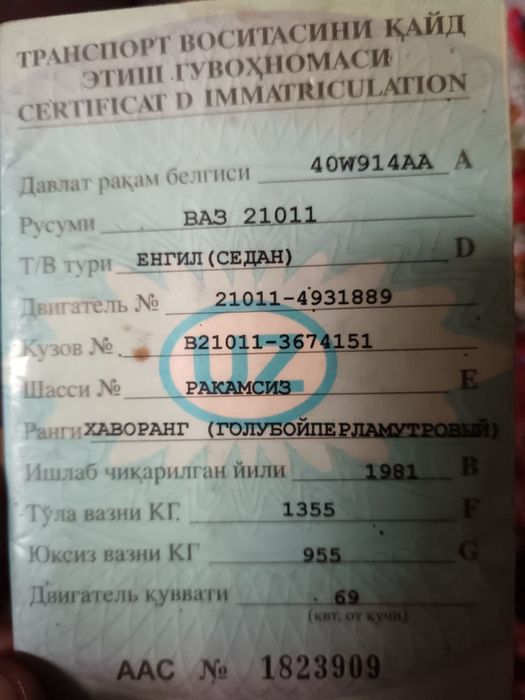 ТРАНСПОРТ ВОСИТАСИНИ ҚАЙД
ЭТИШ ГУВОҲНОМАСИ
CERTIFICAT D IMMATRICULATION
Давлат рақам белгиси 40W914AA A
Русуми ВАЗ 21011
Т/В тури ЕНГИЛ(СЕДАН) D
Двигатель № 21011-4931889
Кузов № В21011-3674151
UZ
Шасси № РАКАМСИЗ E
Ранги ХАВОРАНГ (ГОЛУБОЙПЕРЛАМУТРОВЫЙ)
Ишлаб чиқарилган йили 1981 B
Тўла вазни КГ 1355 F
Юксиз вазни КГ 955 G
Двигатель қуввати 69
(квт, от кучи)
ААС № 1823909